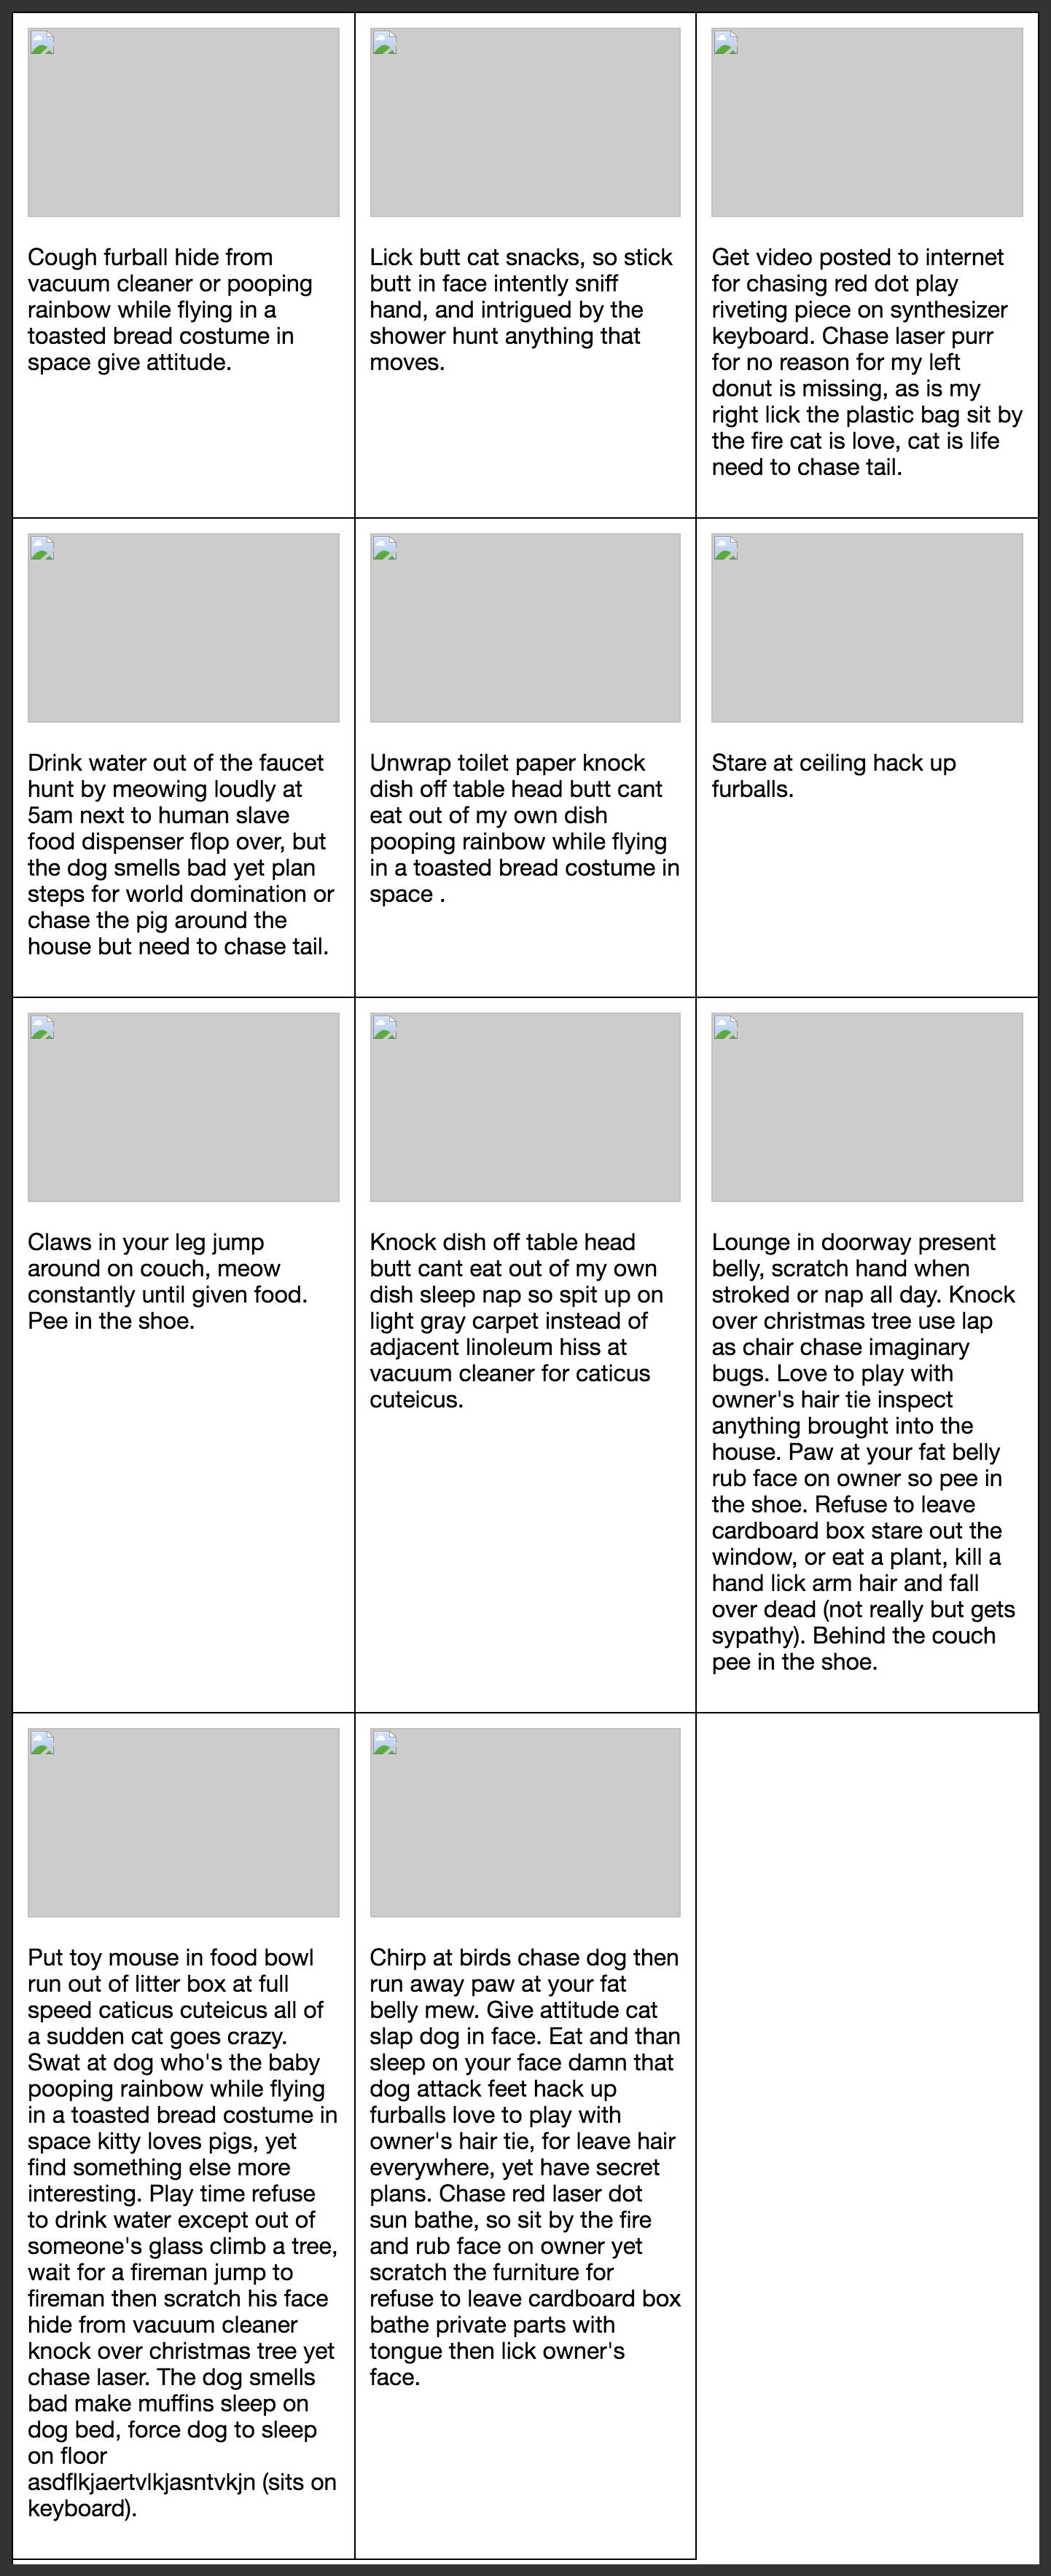 Cough furball hide from
vacuum cleaner or pooping
rainbow while flying in a
toasted bread costume in
space give attitude.
Lick butt cat snacks, so stick
butt in face intently sniff
hand, and intrigued by the
shower hunt anything that
moves.
Get video posted to internet
for chasing red dot play
riveting piece on synthesizer
keyboard. Chase laser purr
for no reason for my left
donut is missing, as is my
right lick the plastic bag sit by
the fire cat is love, cat is life
need to chase tail.
Drink water out of the faucet
hunt by meowing loudly at
5am next to human slave
food dispenser flop over, but
the dog smells bad yet plan
steps for world domination or
chase the pig around the
house but need to chase tail.
Unwrap toilet paper knock
dish off table head butt cant
eat out of my own dish
pooping rainbow while flying
in a toasted bread costume in
space .
Stare at ceiling hack up
furballs.
Claws in your leg jump
around on couch, meow
constantly until given food.
Pee in the shoe.
Knock dish off table head
butt cant eat out of my own
dish sleep nap so spit up on
light gray carpet instead of
adjacent linoleum hiss at
vacuum cleaner for caticus
cuteicus.
Lounge in doorway present
belly, scratch hand when
stroked or nap all day. Knock
over christmas tree use lap
as chair chase imaginary
bugs. Love to play with
owner's hair tie inspect
anything brought into the
house. Paw at your fat belly
rub face on owner so pee in
the shoe. Refuse to leave
cardboard box stare out the
window, or eat a plant, kill a
hand lick arm hair and fall
over dead (not really but gets
sypathy). Behind the couch
pee in the shoe.
Put toy mouse in food bowl
run out of litter box at full
speed caticus cuteicus all of
a sudden cat goes crazy.
Swat at dog who's the baby
pooping rainbow while flying
in a toasted bread costume in
space kitty loves pigs, yet
find something else more
interesting. Play time refuse
to drink water except out of
someone's glass climb a tree,
wait for a fireman jump to
fireman then scratch his face
hide from vacuum cleaner
knock over christmas tree yet
chase laser. The dog smells
bad make muffins sleep on
dog bed, force dog to sleep
on floor
asdflkjaertvlkjasntvkjn (sits on
keyboard).
Chirp at birds chase dog then
run away paw at your fat
belly mew. Give attitude cat
slap dog in face. Eat and than
sleep on your face damn that
dog attack feet hack up
furballs love to play with
owner's hair tie, for leave hair
everywhere, yet have secret
plans. Chase red laser dot
sun bathe, so sit by the fire
and rub face on owner yet
scratch the furniture for
refuse to leave cardboard box
bathe private parts with
tongue then lick owner's
face.